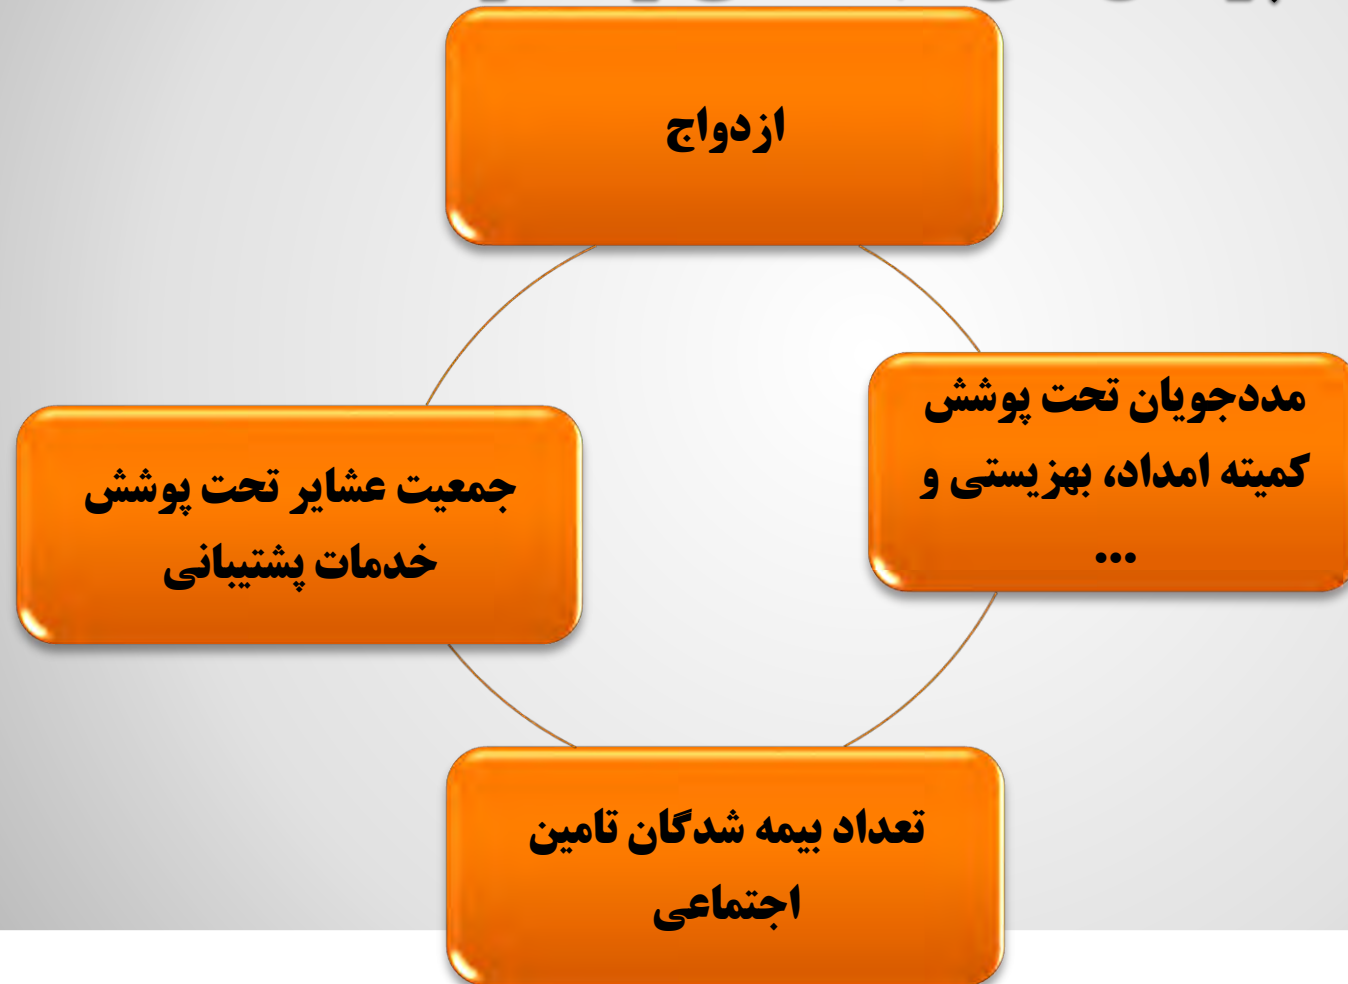 ازدواج
مددجویان تحت پوشش
کمیته امداد، بهزیستی و
...
جمعیت عشایر تحت پوشش
خدمات پشتیبانی
تعداد بیمه شدگان تامین
اجتماعی